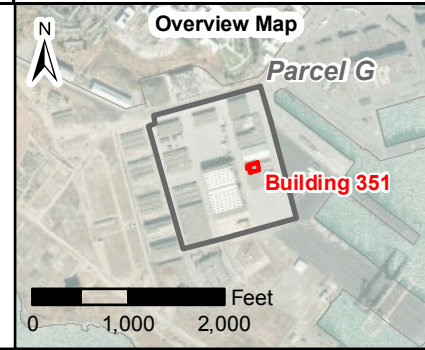 N
Overview Map
Parcel G
Building 351
Feet
0 1,000 2,000